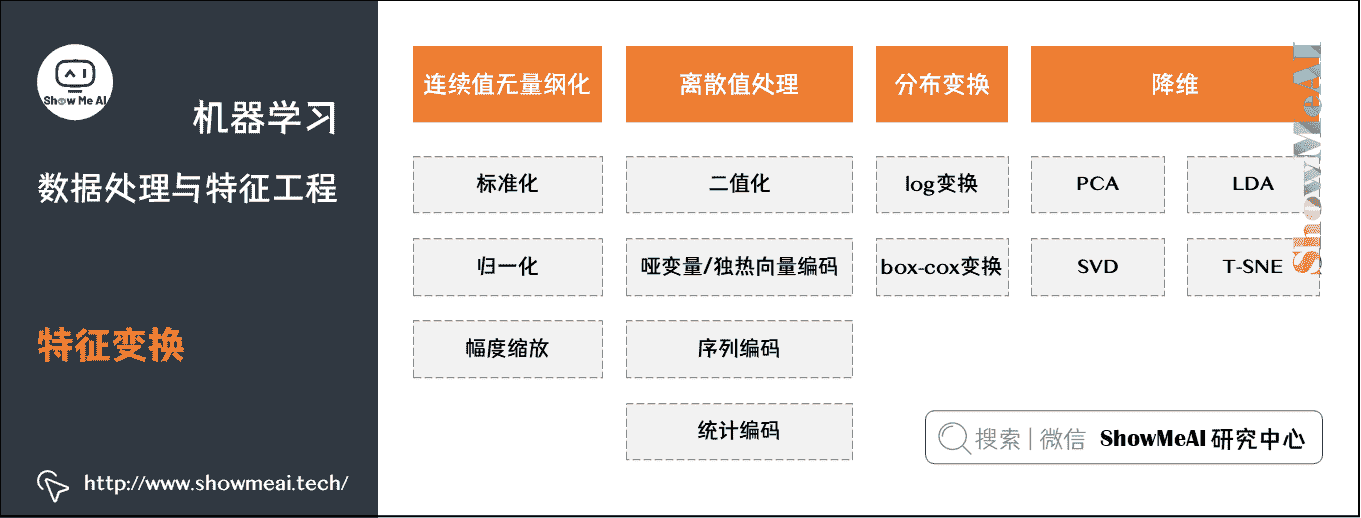 Show Me AI
机器学习
数据处理与特征工程
特征变换
http://www.showmeai.tech/
连续值无量纲化
离散值处理
分布变换
降维
标准化
二值化
log变换
PCA
LDA
归一化
哑变量/独热向量编码
box-cox变换
SVD
T-SNE
幅度缩放
序列编码
统计编码
搜索 | 微信 ShowMeAI 研究中心
ShowMeAI